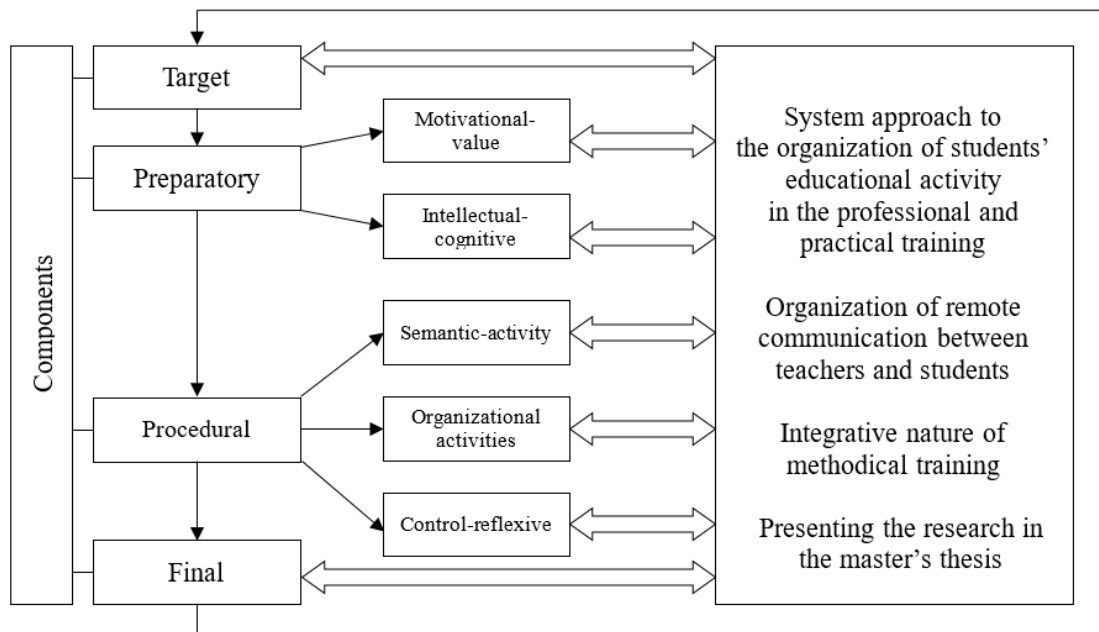 Components
Target
Preparatory
Procedural
Final
Motivational-
value
Intellectual-
cognitive
Semantic-activity
Organizational
activities
Control-reflexive
System approach to
the organization of students’
educational activity
in the professional and
practical training
Organization of remote
communication between
teachers and students
Integrative nature of
methodical training
Presenting the research in
the master’s thesis